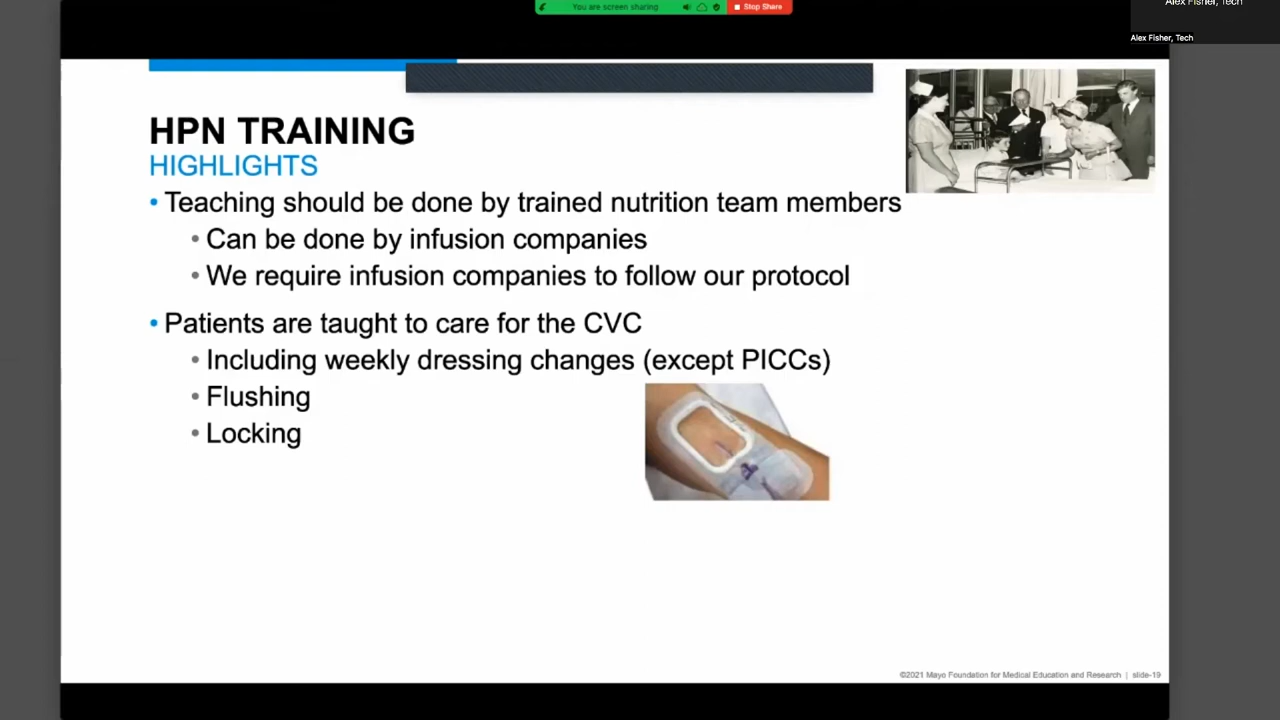 You are screen sharing
Stop Share
Alex Fisher, Tech
Alex Fisher, Tech
HPN TRAINING
HIGHLIGHTS
• Teaching should be done by trained nutrition team members
• Can be done by infusion companies
• We require infusion companies to follow our protocol
• Patients are taught to care for the CVC
• Including weekly dressing changes (except PICCs)
• Flushing
• Locking
©2021 Mayo Foundation for Medical Education and Research | slide-19